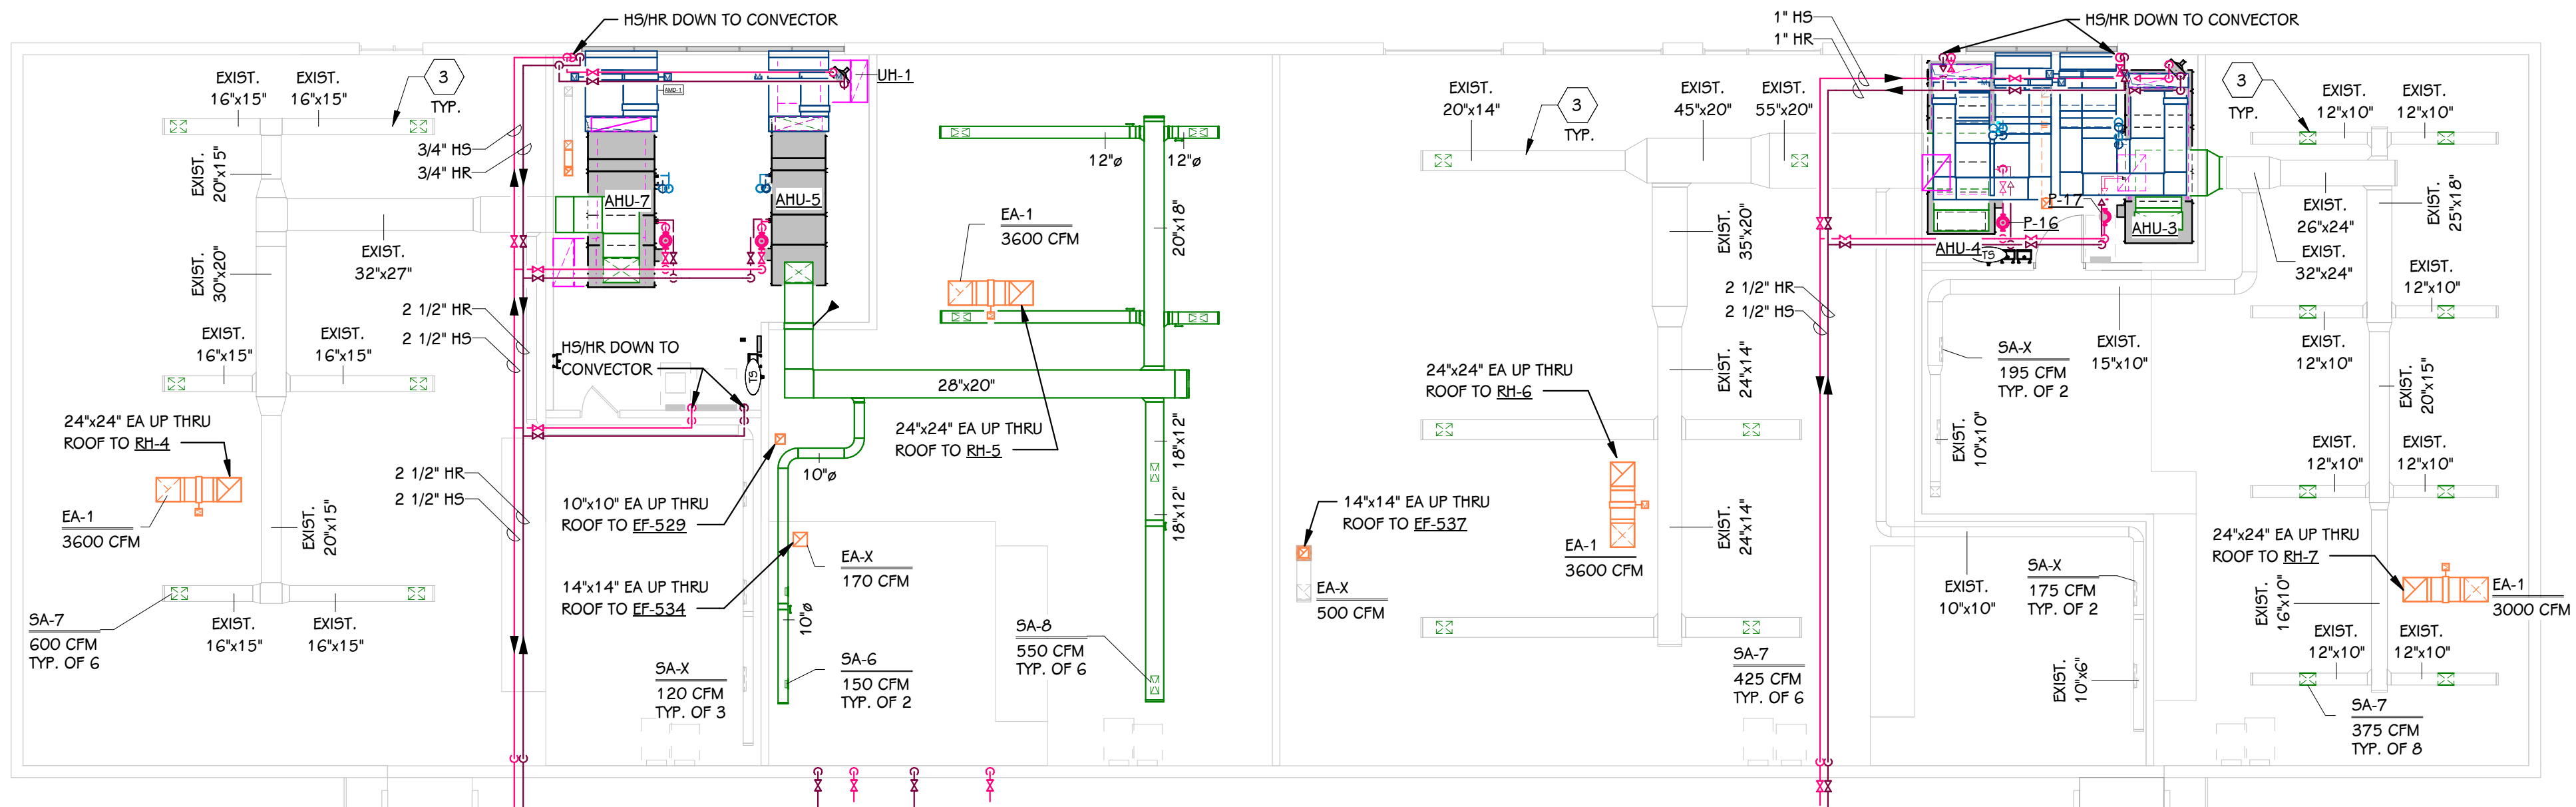 HS/HR DOWN TO CONVECTOR
EXIST.
16"x15"
EXIST.
16"x15"
3
TYP.
UH-1
AMD-1
3/4" HS
3/4" HR
EXIST.
20"x15"
AHU-7
AHU-5
EXIST.
32"x27"
EXIST.
30"x20"
2 1/2" HR
2 1/2" HS
EXIST.
16"x15"
EXIST.
16"x15"
HS/HR DOWN TO
CONVECTOR
TS
24"x24" EA UP THRU
ROOF TO RH-4
EA-1
3600 CFM
2 1/2" HR
2 1/2" HS
EXIST.
20"x15"
SA-7
600 CFM
TYP. OF 6
EXIST.
16"x15"
EXIST.
16"x15"
12"ø
12"ø
EA-1
3600 CFM
20"x18"
28"x20"
24"x24" EA UP THRU
ROOF TO RH-5
18"x12"
18"x12"
10"ø
10"x10" EA UP THRU
ROOF TO EF-529
14"x14" EA UP THRU
ROOF TO EF-534
EA-X
170 CFM
10"ø
SA-X
120 CFM
TYP. OF 3
SA-6
150 CFM
TYP. OF 2
SA-8
550 CFM
TYP. OF 6
1" HS
1" HR
HS/HR DOWN TO CONVECTOR
EXIST.
20"x14"
3
TYP.
EXIST.
45"x20"
EXIST.
55"x20"
EXIST.
35"x20"
2 1/2" HR
2 1/2" HS
24"x24" EA UP THRU
ROOF TO RH-6
EXIST.
24"x14"
14"x14" EA UP THRU
ROOF TO EF-537
EA-X
500 CFM
EA-1
3600 CFM
EXIST.
24"x14"
SA-7
425 CFM
TYP. OF 6
P-17
P-16
AHU-3
AHU-4
TS
3
TYP.
EXIST.
12"x10"
EXIST.
12"x10"
EXIST.
26"x24"
EXIST.
25"x18"
EXIST.
32"x24"
EXIST.
12"x10"
EXIST.
15"x10"
EXIST.
12"x10"
SA-X
195 CFM
TYP. OF 2
EXIST.
10"x10"
EXIST.
20"x15"
EXIST.
12"x10"
EXIST.
12"x10"
24"x24" EA UP THRU
ROOF TO RH-7
EXIST.
10"x10"
SA-X
175 CFM
TYP. OF 2
EXIST.
16"x10"
EA-1
3000 CFM
EXIST.
12"x10"
EXIST.
12"x10"
EXIST.
10"x6"
SA-7
375 CFM
TYP. OF 8